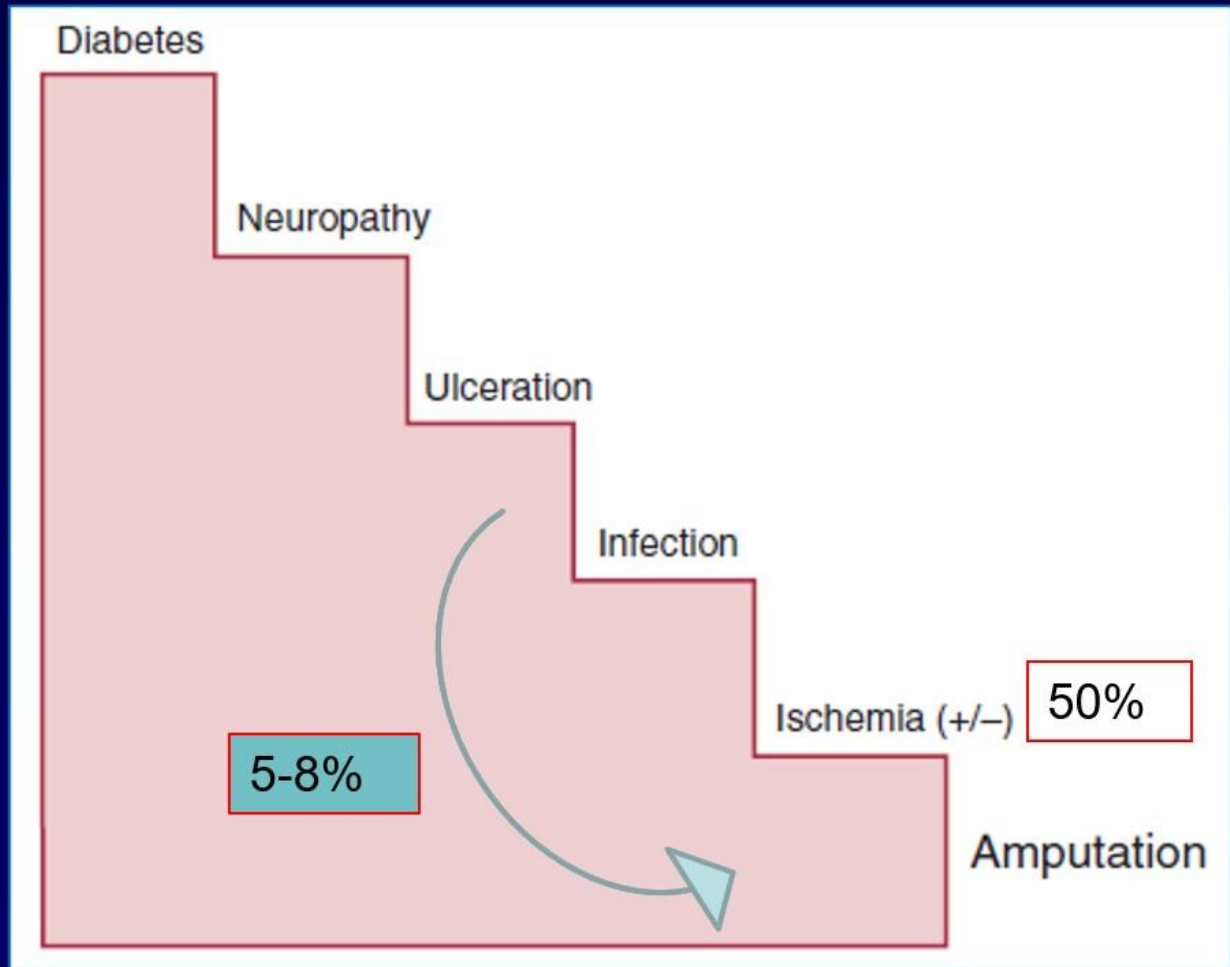 Diabetes
Neuropathy
Ulceration
Infection
Ischemia (+/–) 50%
5-8%
Amputation